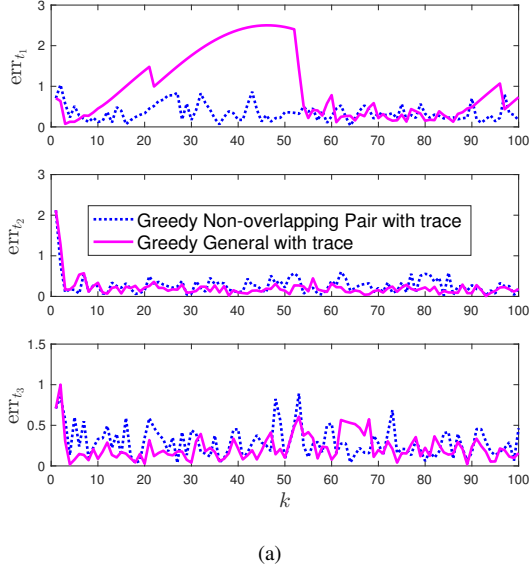 3
2
1
0
err_{t_1}
0 10 20 30 40 50 60 70 80 90 100
3
2
1
0
err_{t_2}
Greedy Non-overlapping Pair with trace
Greedy General with trace
0 10 20 30 40 50 60 70 80 90 100
1.5
1
0.5
0
err_{t_3}
0 10 20 30 40 50 60 70 80 90 100
k
(a)